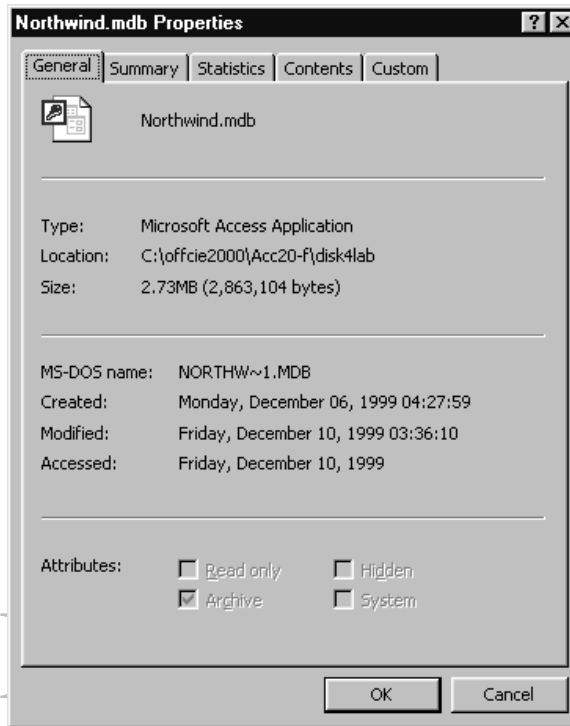 Northwind.mdb Properties
General Summary Statistics Contents Custom
Northwind.mdb
Type: Microsoft Access Application
Location: C:\offcie2000\Acc20-f\disk4lab
Size: 2.73MB (2,863,104 bytes)
MS-DOS name: NORTHW~1.MDB
Created: Monday, December 06, 1999 04:27:59
Modified: Friday, December 10, 1999 03:36:10
Accessed: Friday, December 10, 1999
Attributes: Read only Hidden
Archive System
OK Cancel